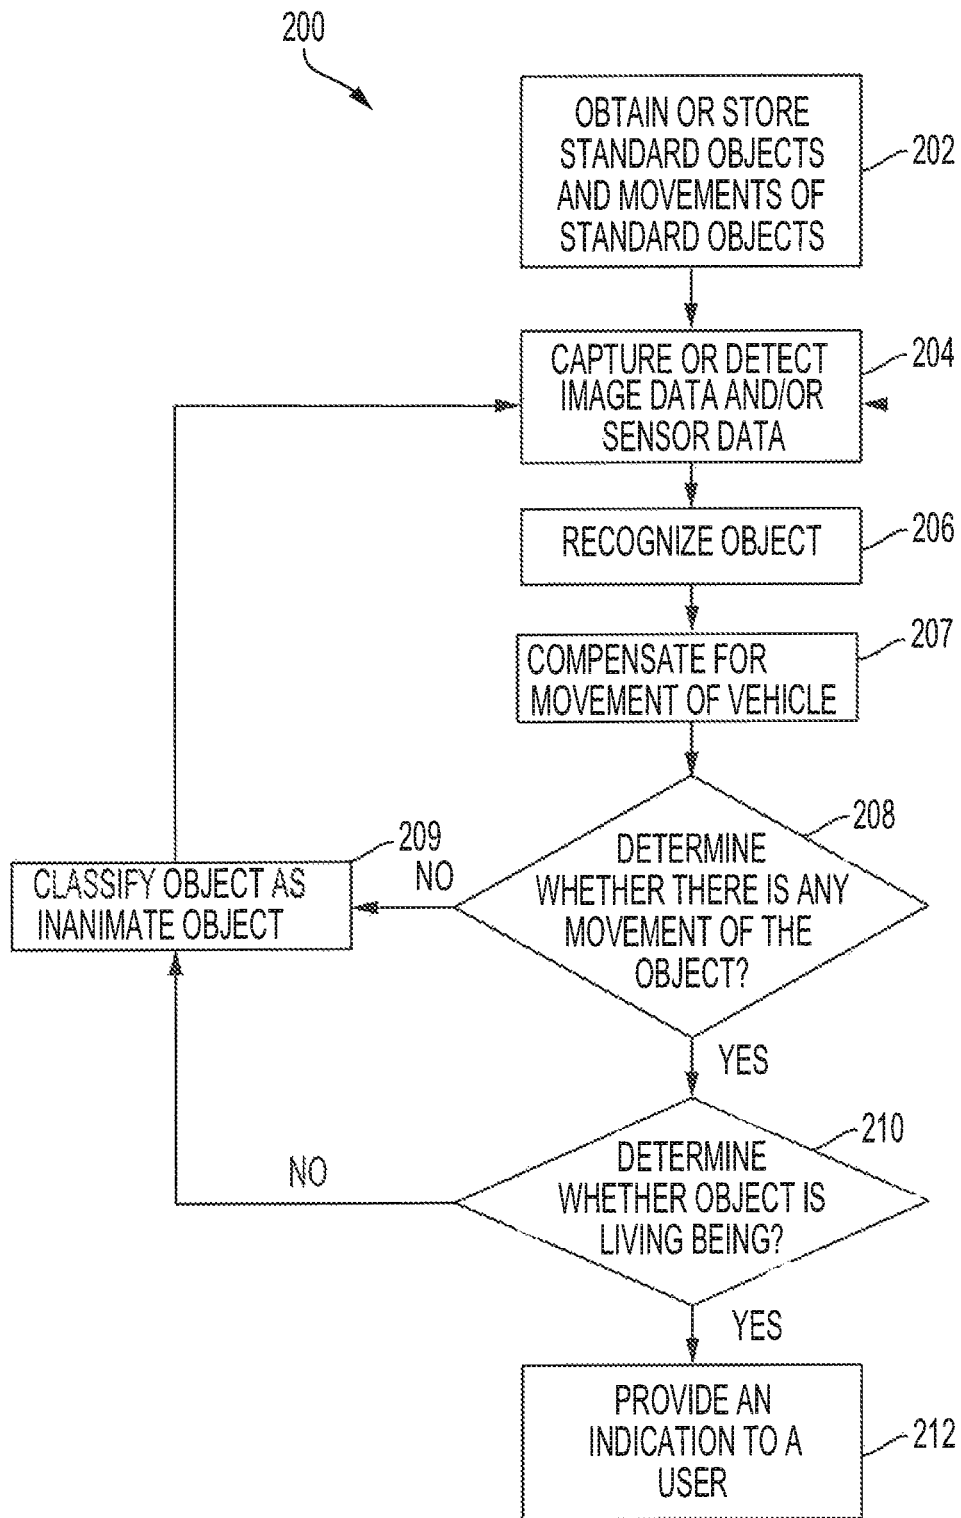 200
OBTAIN OR STORE
STANDARD OBJECTS
AND MOVEMENTS OF
STANDARD OBJECTS
202
CAPTURE OR DETECT
IMAGE DATA AND/OR
SENSOR DATA
204
RECOGNIZE OBJECT
206
COMPENSATE FOR
MOVEMENT OF VEHICLE
207
DETERMINE
WHETHER THERE IS ANY
MOVEMENT OF THE
OBJECT?
208
NO
209
CLASSIFY OBJECT AS
INANIMATE OBJECT
YES
DETERMINE
WHETHER OBJECT IS
LIVING BEING?
210
NO
YES
PROVIDE AN
INDICATION TO A
USER
212